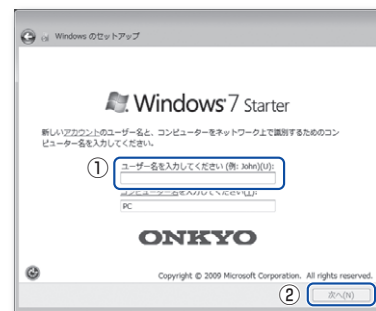 Windows のセットアップ
Windows 7 Starter
新しいアカウントのユーザー名と、コンピューターをネットワーク上で識別するためのコン
ピューター名を入力してください。
① ユーザー名を入力してください (例: John)(U):
コンピューター名を入力してください(T):
PC
ONKYO
Copyright © 2009 Microsoft Corporation. All rights reserved.
② 次へ(N)